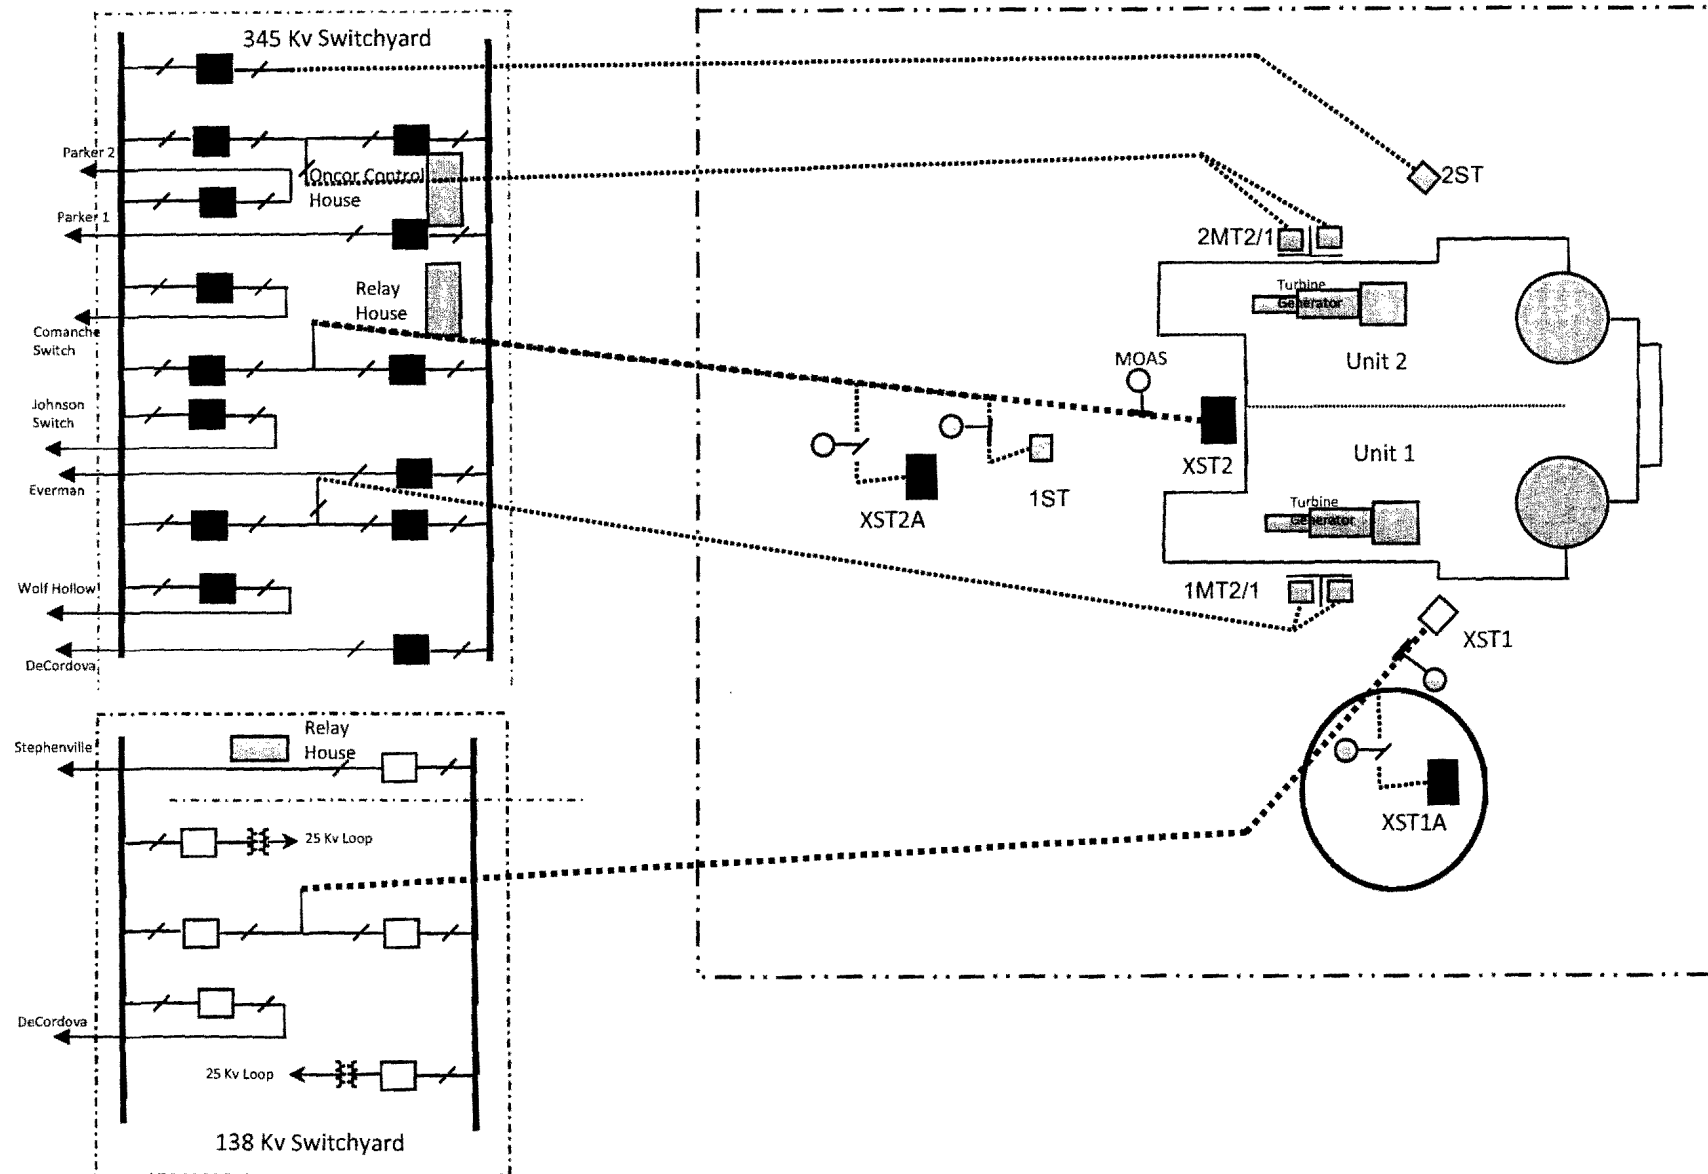 345 Kv Switchyard
Parker 2
Oncor Control
House
Parker 1
Relay
House
Comanche
Switch
Johnson
Switch
Everman
Wolf Hollow
DeCordova
2ST
2MT2/1
Turbine
Generator
Unit 2
MOAS
XST2
Unit 1
1ST
XST2A
Turbine
Generator
1MT2/1
XST1
XST1A
Stephenville
Relay
House
25 Kv Loop
DeCordova
25 Kv Loop
138 Kv Switchyard